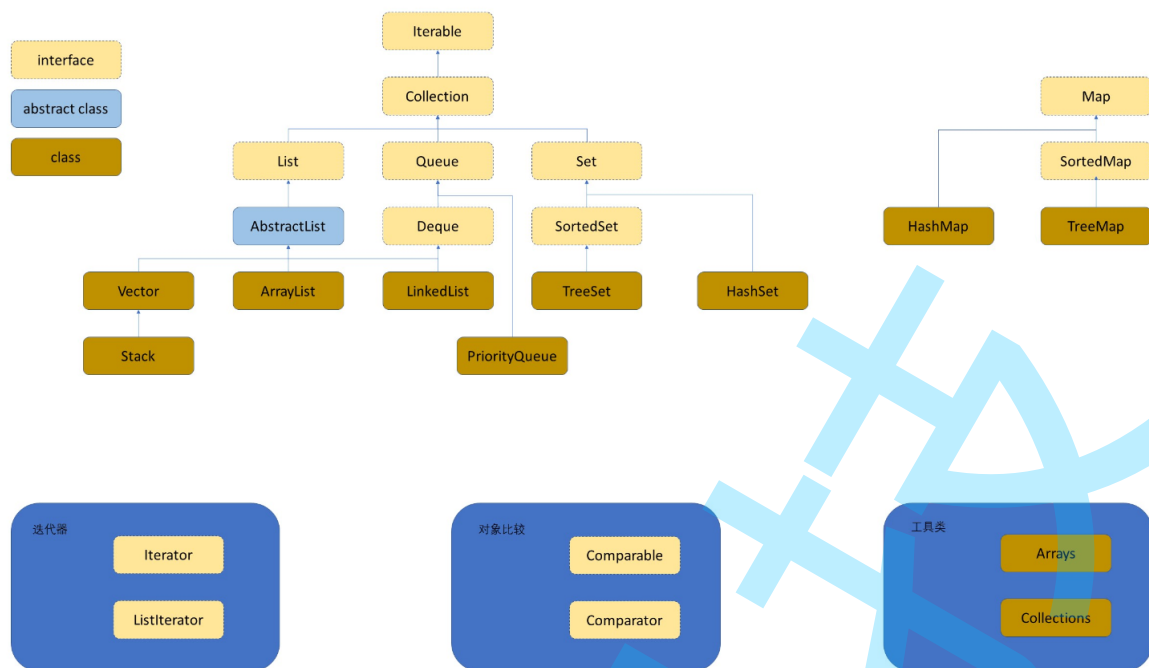 Iterable
interface
Collection
Map
abstract class
class
List
Queue
Set
SortedMap
AbstractList
Deque
SortedSet
HashMap
TreeMap
Vector
ArrayList
LinkedList
TreeSet
HashSet
Stack
PriorityQueue
迭代器
Iterator
ListIterator
对象比较
Comparable
Comparator
工具类
Arrays
Collections